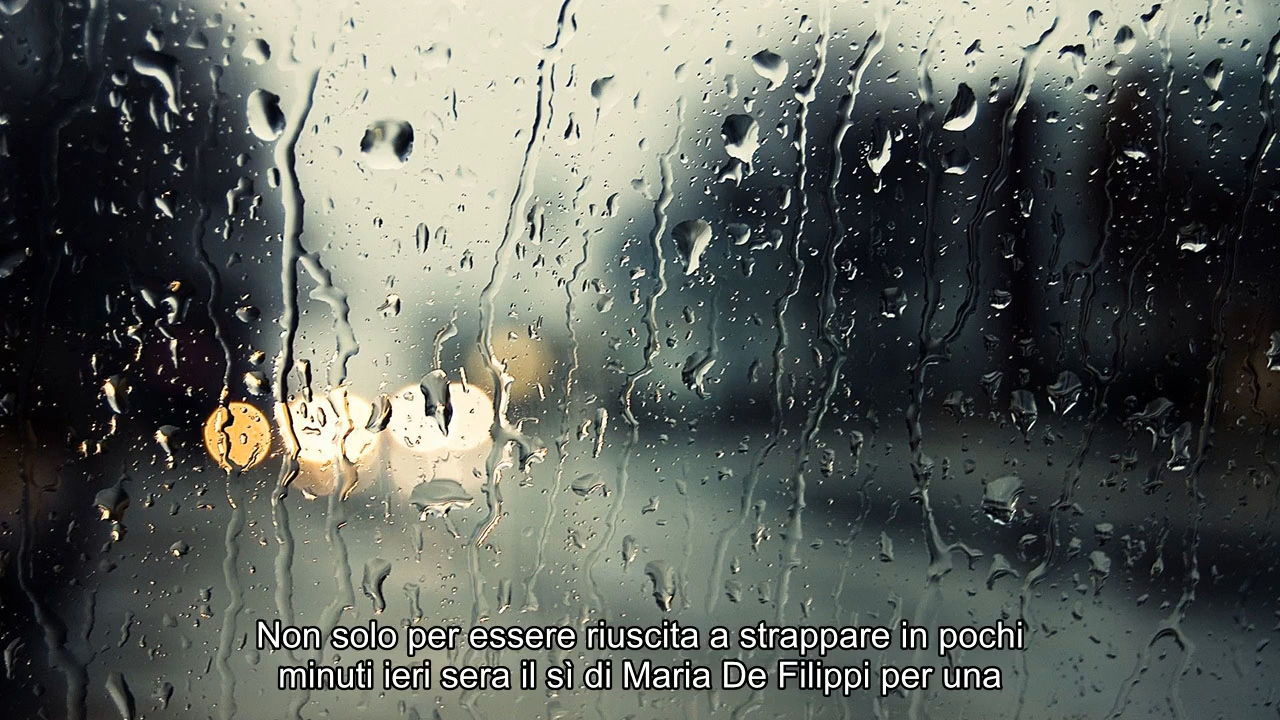 Non solo per essere riuscita a strappare in pochi
minuti ieri sera il sì di Maria De Filippi per una